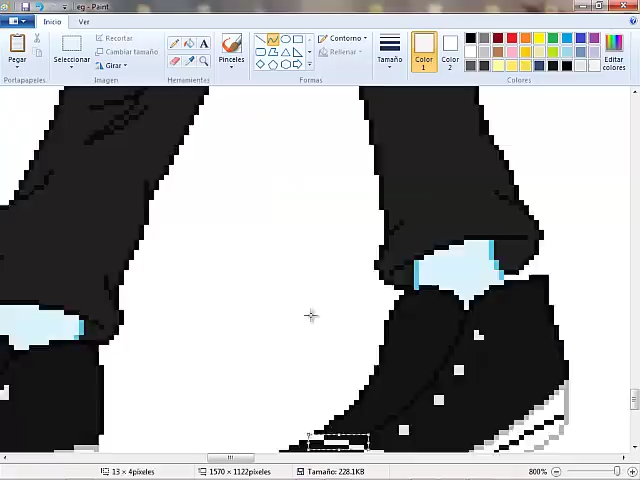 eg - Paint
Inicio Ver
Pegar
Portapapeles
Seleccionar
Recortar
Cambiar tamaño
Girar
Imagen
A
Herramientas
Pinceles
Contorno
Rellenar
Formas
Tamaño
Color 1
Color 2
Editar colores
Colores
13 × 4píxeles
1570 × 1122píxeles
Tamaño: 228.1KB
800%